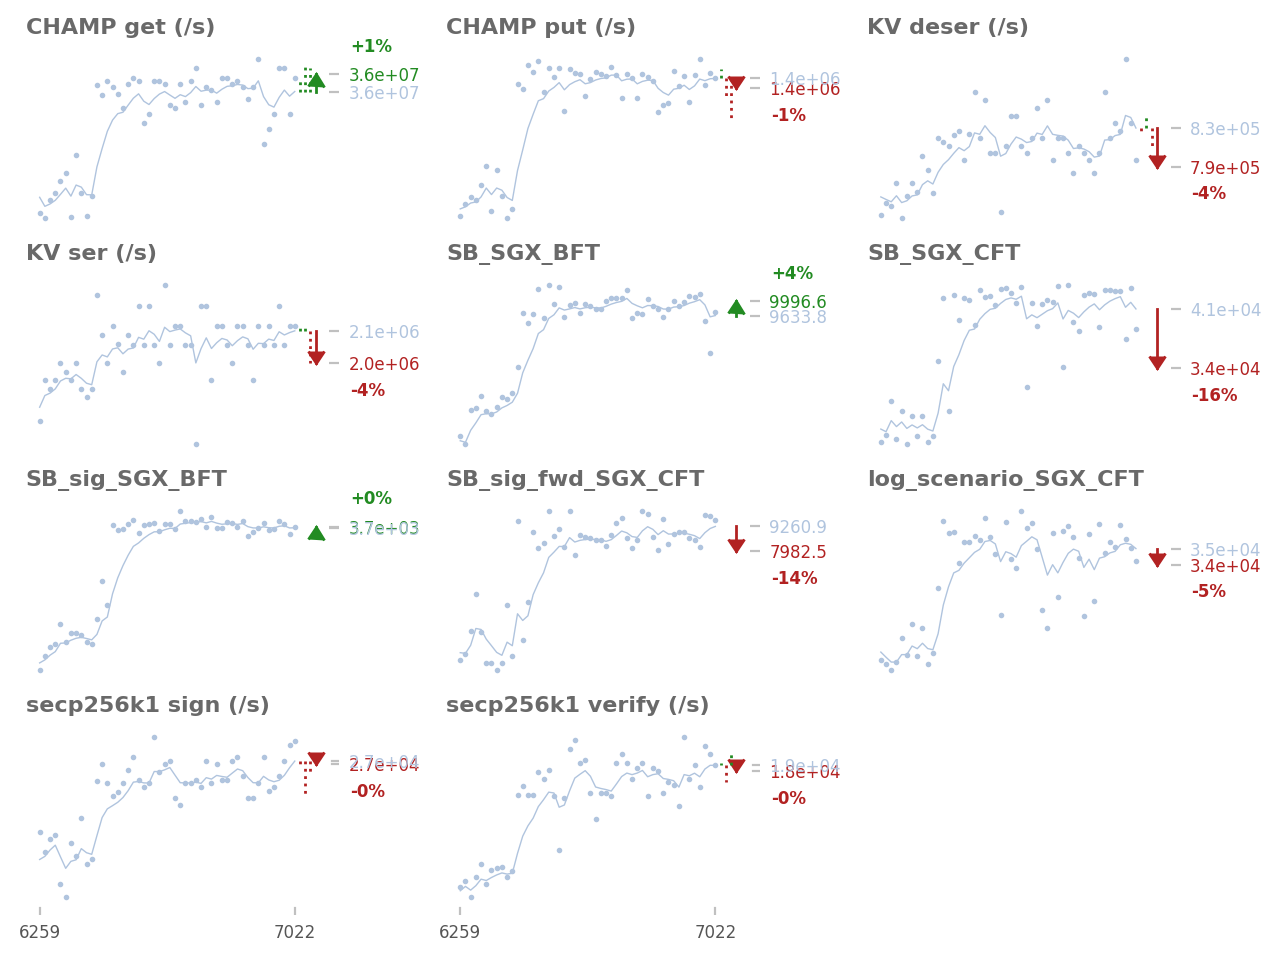 CHAMP get (/s)
+1%
3.6e+07
3.6e+07
CHAMP put (/s)
1.4e+06
1.4e+06
-1%
KV deser (/s)
8.3e+05
7.9e+05
-4%
KV ser (/s)
2.1e+06
2.0e+06
-4%
SB_SGX_BFT
+4%
9996.6
9633.8
SB_SGX_CFT
4.1e+04
3.4e+04
-16%
SB_sig_SGX_BFT
+0%
3.7e+03
SB_sig_fwd_SGX_CFT
9260.9
7982.5
-14%
log_scenario_SGX_CFT
3.5e+04
3.4e+04
-5%
secp256k1 sign (/s)
2.7e+04
2.7e+04
-0%
secp256k1 verify (/s)
1.8e+04
-0%
6259
7022
6259
7022